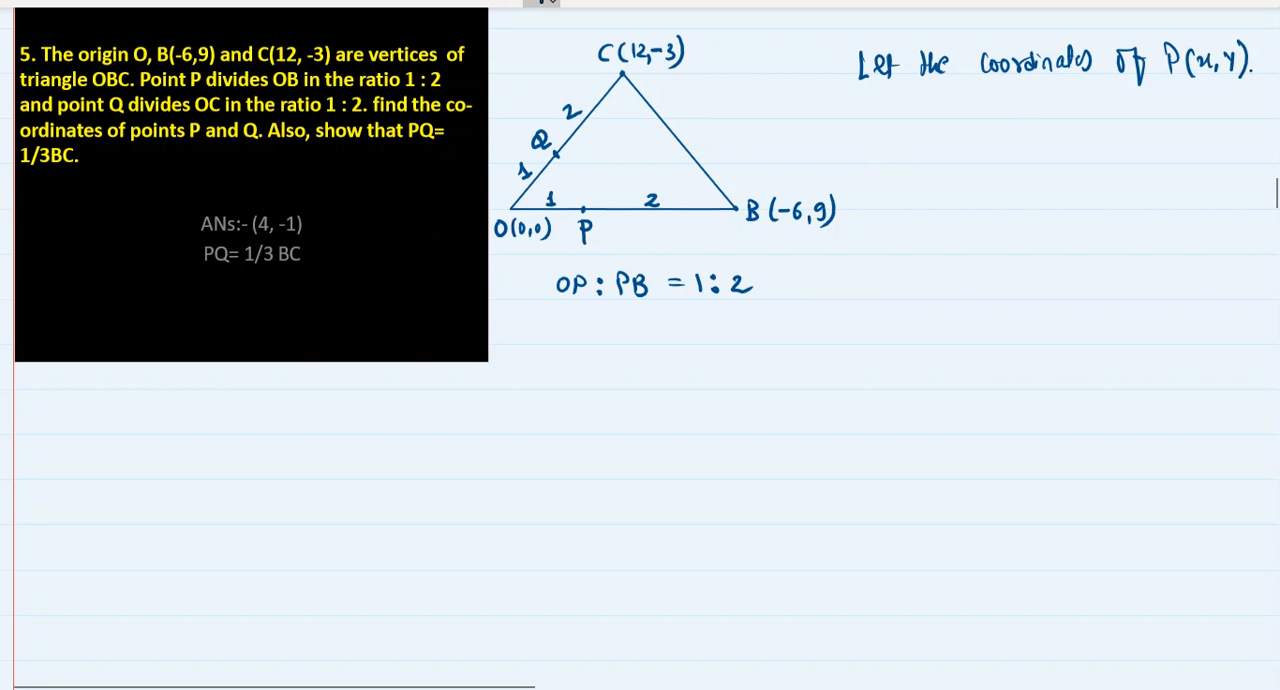 5. The origin O, B(-6,9) and C(12, -3) are vertices of
triangle OBC. Point P divides OB in the ratio 1 : 2
and point Q divides OC in the ratio 1 : 2. find the co-
ordinates of points P and Q. Also, show that PQ=
1/3BC.
ANs:- (4, -1)
PQ= 1/3 BC
C(12,-3)
2
Q
1
1
2
O(0,0)
P
B(-6,9)
OP : PB = 1 : 2
Let the coordinates of P(x,y).